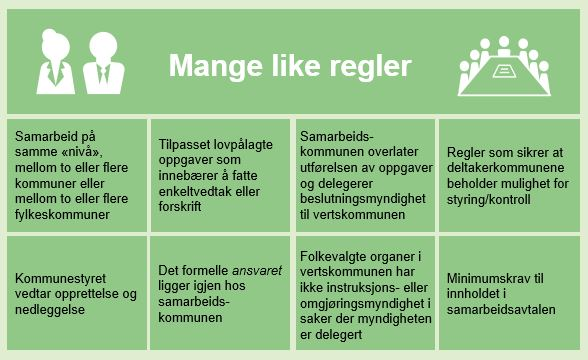 Mange like regler
Samarbeid på
samme «nivå»,
mellom to eller flere
kommuner eller
mellom to eller flere
fylkeskommuner
Tilpasset lovpålagte
oppgaver som
innebærer å fatte
enkeltvedtak eller
forskrift
Samarbeids-
kommunen overlater
utførelsen av oppgaver
og delegerer
beslutningsmyndighet
til vertskommunen
Regler som sikrer at
deltakerkommunene
beholder mulighet for
styring/kontroll
Kommunestyret
vedtar opprettelse og
nedleggelse
Det formelle ansvaret
ligger igjen hos
samarbeids-
kommunen
Folkevalgte organer i
vertskommunen har
ikke instruksjons- eller
omgjøringsmyndighet i
saker der myndigheten
er delegert
Minimumskrav til
innholdet i
samarbeidsavtalen